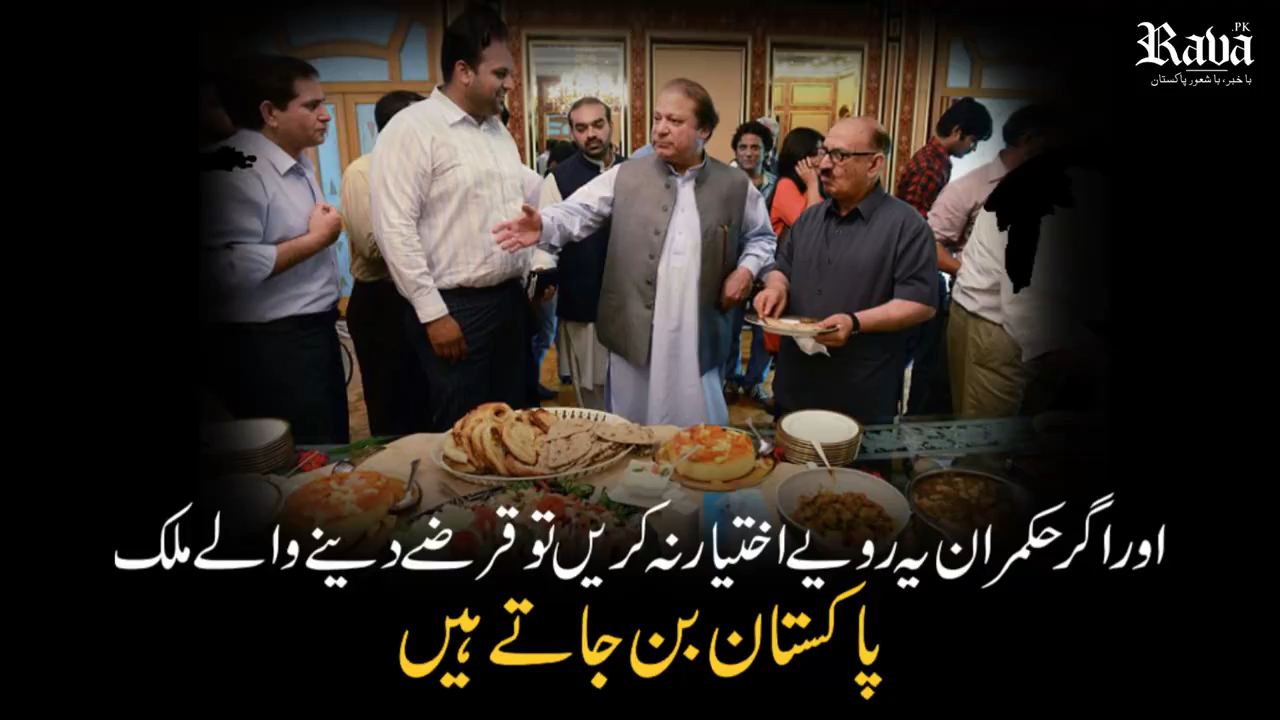 Rava.PK
باخبر، باشعور پاکستان
اور اگر حکمران یہ رویے اختیار نہ کریں تو قرضے دینے والے ملک
پاکستان بن جاتے ہیں